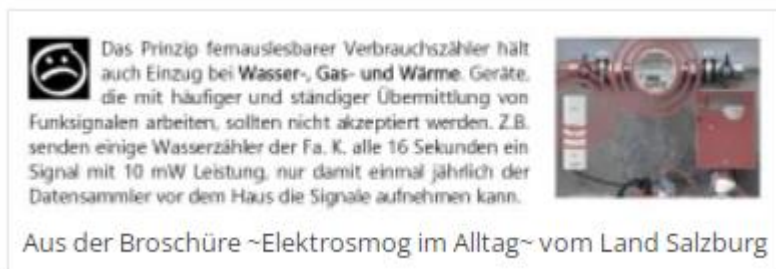 Das Prinzip fernauslesbarer Verbrauchszähler hält
auch Einzug bei Wasser-, Gas- und Wärme. Geräte,
die mit häufiger und ständiger Übermittlung von
Funksignalen arbeiten, sollten nicht akzeptiert werden. Z.B.
senden einige Wasserzähler der Fa. K. alle 16 Sekunden ein
Signal mit 10 mW Leistung, nur damit einmal jährlich der
Datensammler vor dem Haus die Signale aufnehmen kann.
Aus der Broschüre ~Elektrosmog im Alltag~ vom Land Salzburg